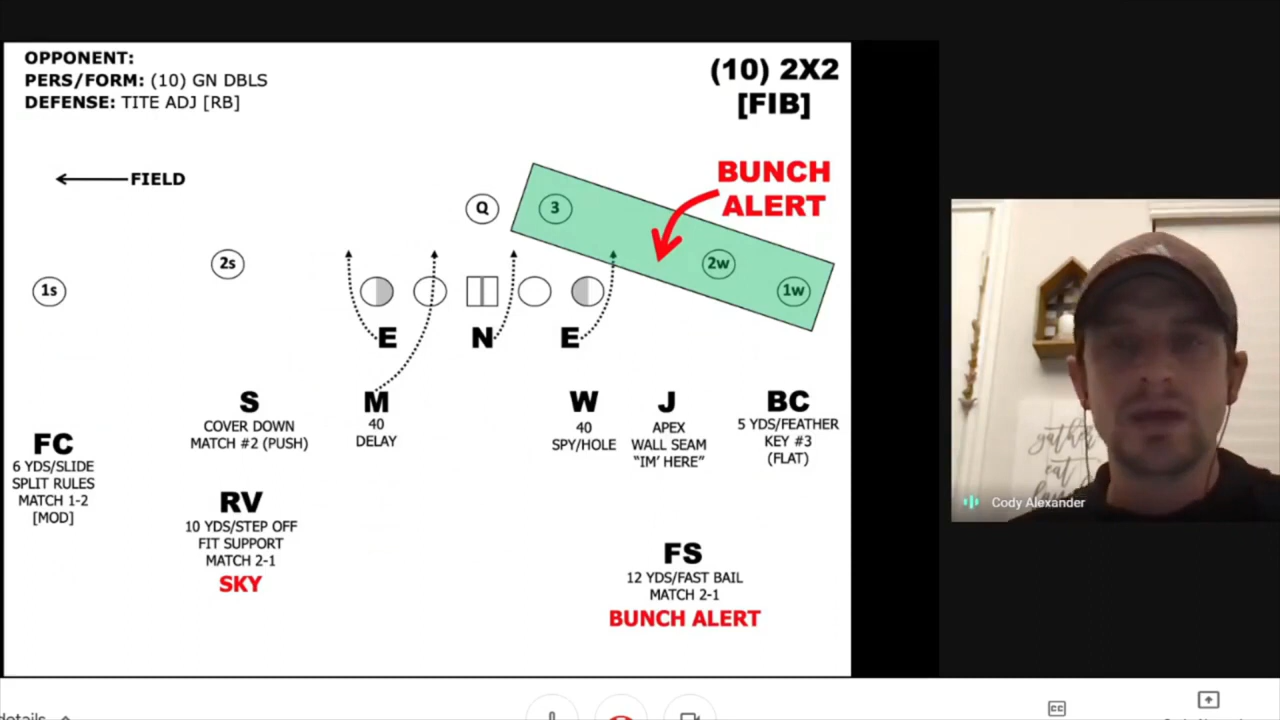 OPPONENT:
PERS/FORM: (10) GN DBLS
DEFENSE: TITE ADJ [RB]
(10) 2X2
[FIB]
FIELD
BUNCH
ALERT
Q
3
2s
2w
1s
1w
E
N
E
S
COVER DOWN
MATCH #2 (PUSH)
M
40
DELAY
W
40
SPY/HOLE
J
APEX
WALL SEAM
“IM’ HERE”
BC
5 YDS/FEATHER
KEY #3
(FLAT)
FC
6 YDS/SLIDE
SPLIT RULES
MATCH 1-2
[MOD]
RV
10 YDS/STEP OFF
FIT SUPPORT
MATCH 2-1
SKY
FS
12 YDS/FAST BAIL
MATCH 2-1
BUNCH ALERT
gather
eat
Cody Alexander
details
CC